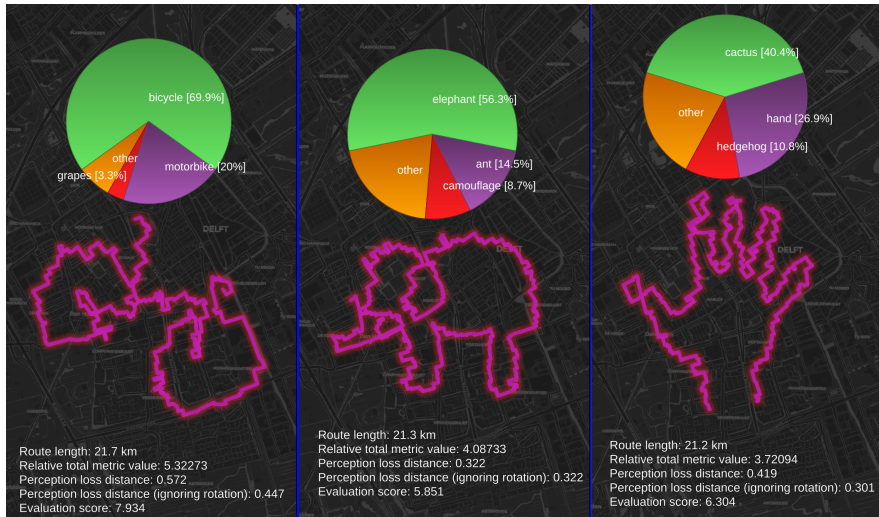 bicycle [69.9%]
other
grapes [3.3%]
motorbike [20%]
DELFT
Route length: 21.7 km
Relative total metric value: 5.32273
Perception loss distance: 0.572
Perception loss distance (ignoring rotation): 0.447
Evaluation score: 7.934
elephant [56.3%]
ant [14.5%]
other
camouflage [8.7%]
Route length: 21.3 km
Relative total metric value: 4.08733
Perception loss distance: 0.322
Perception loss distance (ignoring rotation): 0.322
Evaluation score: 5.851
cactus [40.4%]
other
hand [26.9%]
hedgehog [10.8%]
DELFT
Route length: 21.2 km
Relative total metric value: 3.72094
Perception loss distance: 0.419
Perception loss distance (ignoring rotation): 0.301
Evaluation score: 6.304